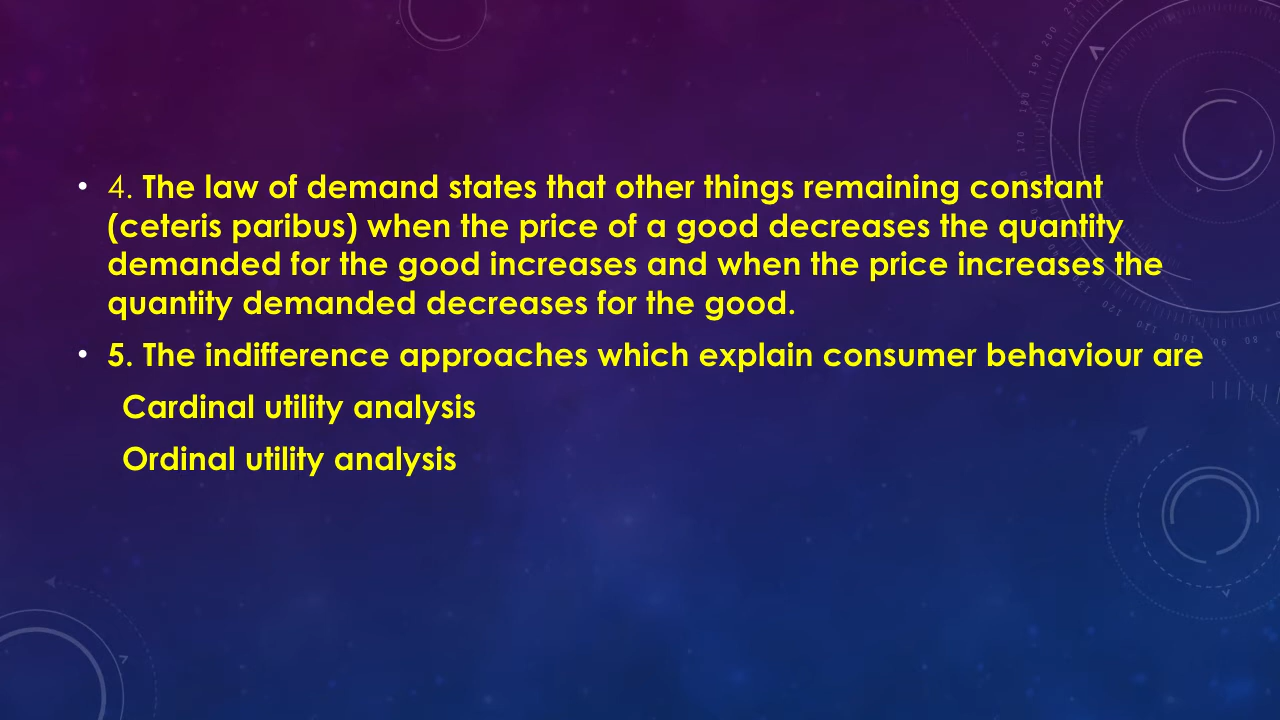 • 4. The law of demand states that other things remaining constant
(ceteris paribus) when the price of a good decreases the quantity
demanded for the good increases and when the price increases the
quantity demanded decreases for the good.
• 5. The indifference approaches which explain consumer behaviour are
Cardinal utility analysis
Ordinal utility analysis